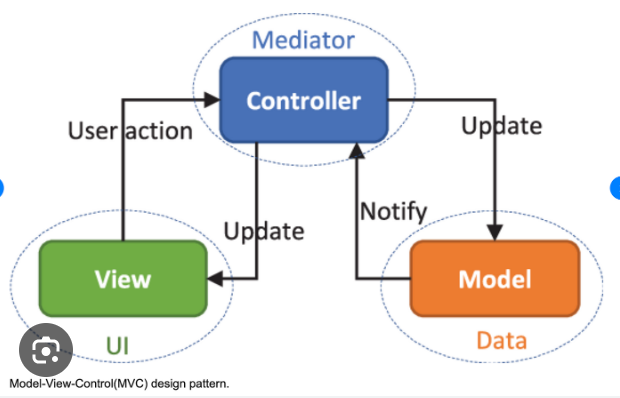 Mediator
Controller
User action
Update
Update
Notify
View
Model
UI
Data
Model-View-Control(MVC) design pattern.